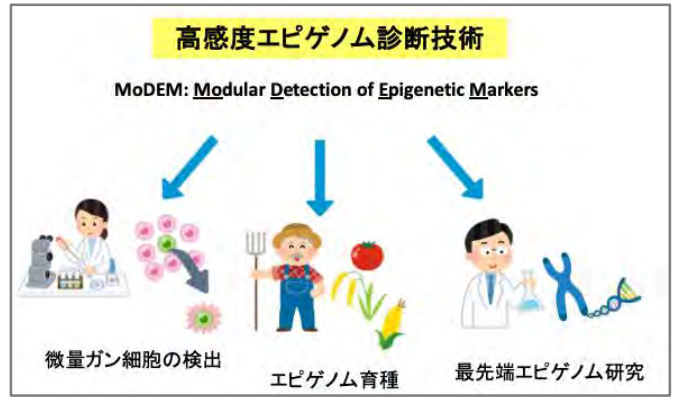 高感度エピゲノム診断技術
MoDEM: Modular Detection of Epigenetic Markers
微量ガン細胞の検出
エピゲノム育種
最先端エピゲノム研究